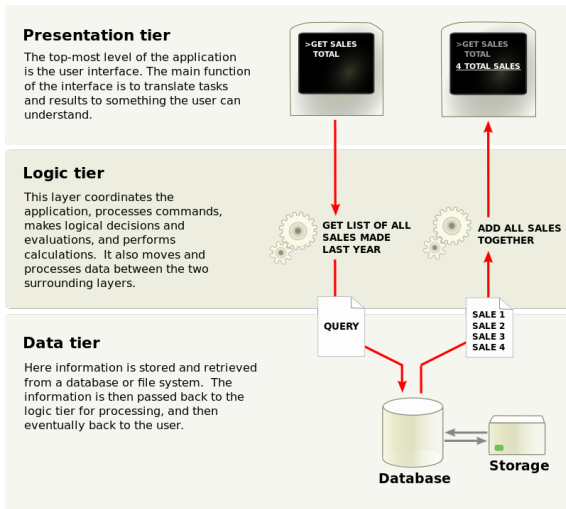 Presentation tier
The top-most level of the application
is the user interface. The main function
of the interface is to translate tasks
and results to something the user can
understand.
>GET SALES
TOTAL
>GET SALES
TOTAL
4 TOTAL SALES
Logic tier
This layer coordinates the
application, processes commands,
makes logical decisions and
evaluations, and performs
calculations. It also moves and
processes data between the two
surrounding layers.
GET LIST OF ALL
SALES MADE
LAST YEAR
ADD ALL SALES
TOGETHER
QUERY
SALE 1
SALE 2
SALE 3
SALE 4
Data tier
Here information is stored and retrieved
from a database or file system. The
information is then passed back to the
logic tier for processing, and then
eventually back to the user.
Database
Storage